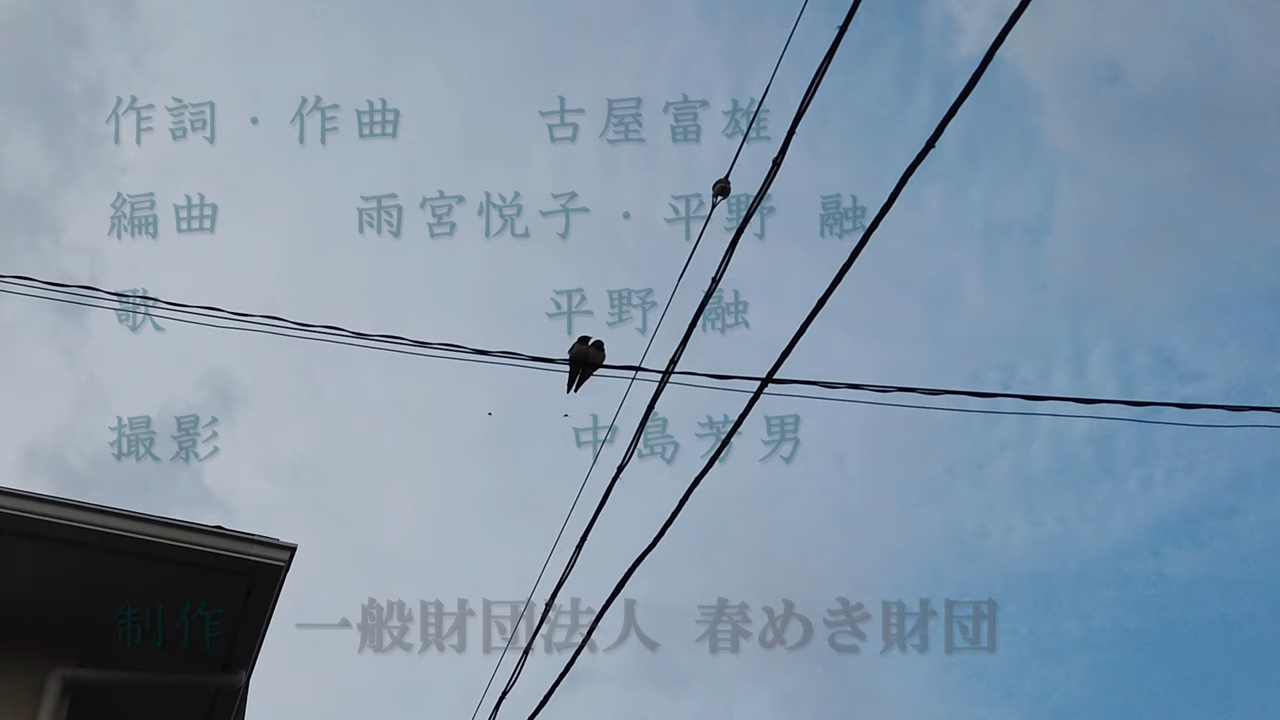 作詞・作曲 古屋富雄
編曲 雨宮悦子・平野 融
歌 平野 融
撮影 中島芳男
制作 一般財団法人 春めき財団